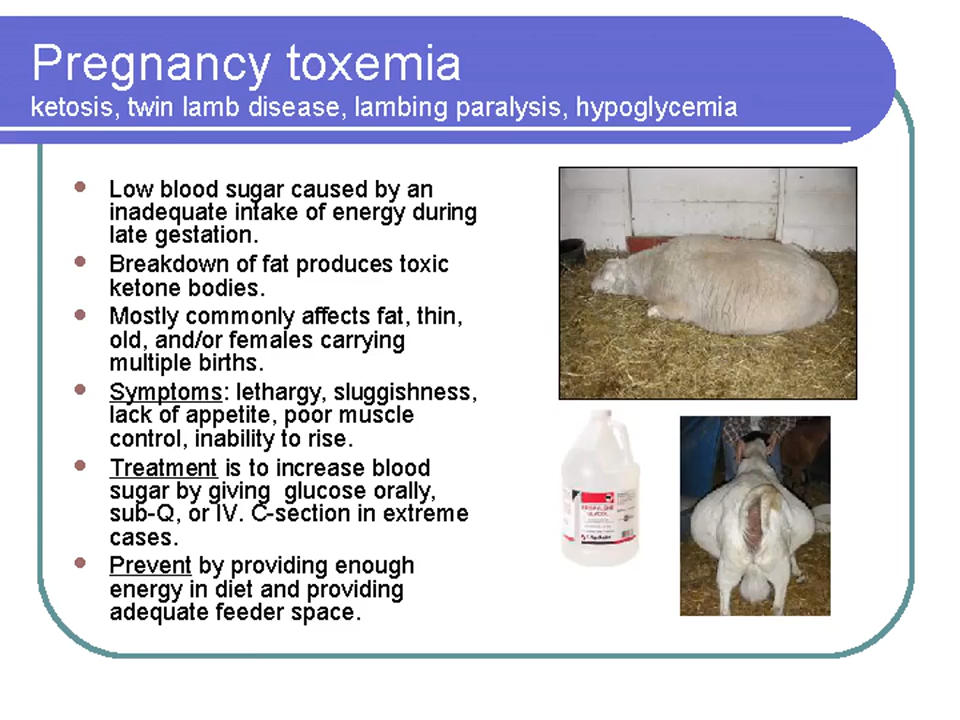 Pregnancy toxemia
ketosis, twin lamb disease, lambing paralysis, hypoglycemia
Low blood sugar caused by an
inadequate intake of energy during
late gestation.
Breakdown of fat produces toxic
ketone bodies.
Mostly commonly affects fat, thin,
old, and/or females carrying
multiple births.
Symptoms: lethargy, sluggishness,
lack of appetite, poor muscle
control, inability to rise.
Treatment is to increase blood
sugar by giving  glucose orally,
sub-Q, or IV. C-section in extreme
cases.
Prevent by providing enough
energy in diet and providing
adequate feeder space.
PROPYLENE
GLYCOL